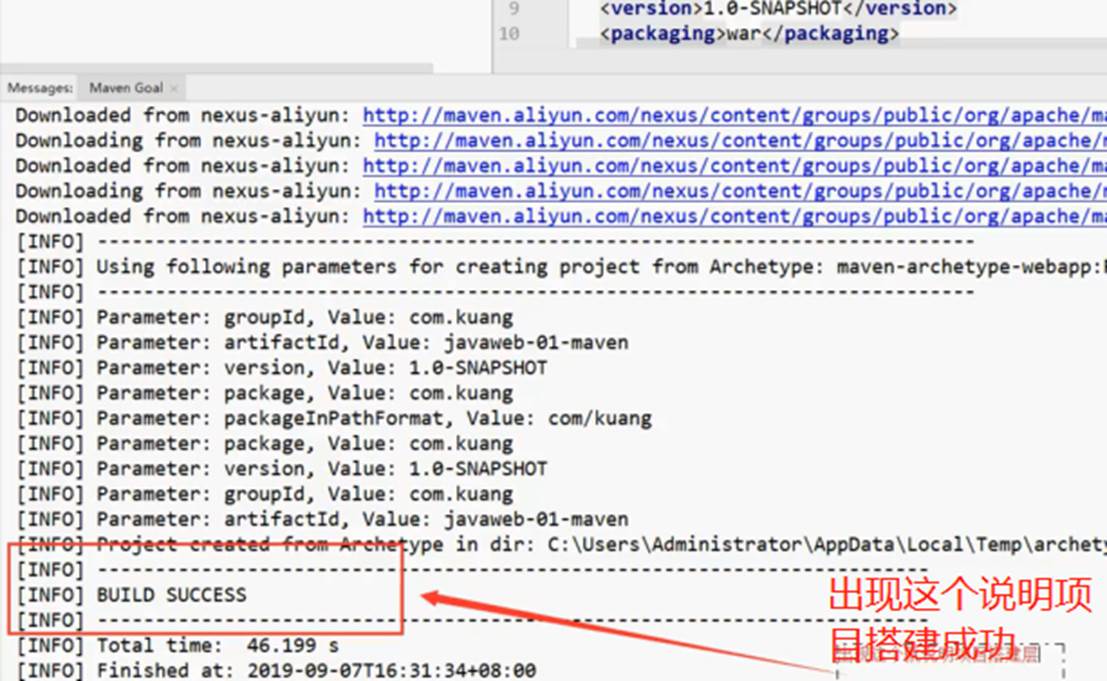 9 <version>1.0-SNAPSHOT</version>
10 <packaging>war</packaging>
Messages: Maven Goal ×
Downloaded from nexus-aliyun: http://maven.aliyun.com/nexus/content/groups/public/org/apache/ma
Downloading from nexus-aliyun: http://maven.aliyun.com/nexus/content/groups/public/org/apache/
Downloaded from nexus-aliyun: http://maven.aliyun.com/nexus/content/groups/public/org/apache/ma
Downloading from nexus-aliyun: http://maven.aliyun.com/nexus/content/groups/public/org/apache/
Downloaded from nexus-aliyun: http://maven.aliyun.com/nexus/content/groups/public/org/apache/ma
[INFO] ----------------------------------------------------------------------------
[INFO] Using following parameters for creating project from Archetype: maven-archetype-webapp:
[INFO] ----------------------------------------------------------------------------
[INFO] Parameter: groupId, Value: com.kuang
[INFO] Parameter: artifactId, Value: javaweb-01-maven
[INFO] Parameter: version, Value: 1.0-SNAPSHOT
[INFO] Parameter: package, Value: com.kuang
[INFO] Parameter: packageInPathFormat, Value: com/kuang
[INFO] Parameter: package, Value: com.kuang
[INFO] Parameter: version, Value: 1.0-SNAPSHOT
[INFO] Parameter: groupId, Value: com.kuang
[INFO] Parameter: artifactId, Value: javaweb-01-maven
[INFO] Project created from Archetype in dir: C:\Users\Administrator\AppData\Local\Temp\archety
[INFO] ------------------------------------------------------------------------
[INFO] BUILD SUCCESS
[INFO] ------------------------------------------------------------------------
[INFO] Total time: 46.199 s
[INFO] Finished at: 2019-09-07T16:31:34+08:00
出现这个说明项
目搭建成功